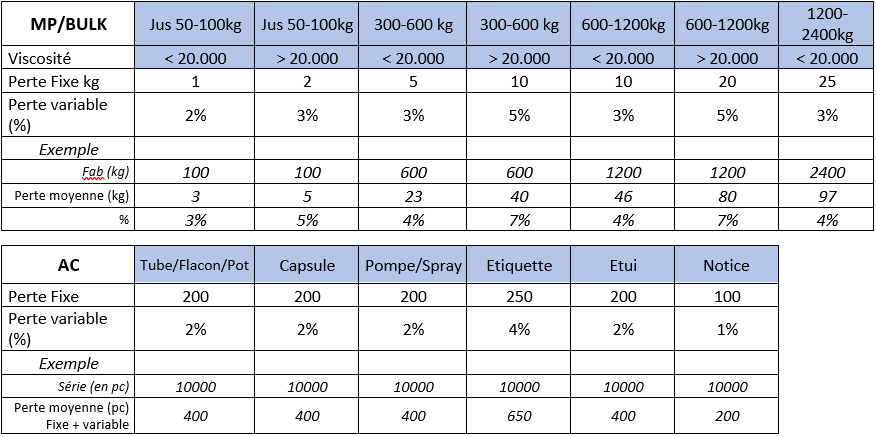 MP/BULK Jus 50-100kg Jus 50-100kg 300-600 kg 300-600 kg 600-1200kg 600-1200kg 1200-2400kg
Viscosité < 20.000 > 20.000 < 20.000 > 20.000 < 20.000 > 20.000 < 20.000
Perte Fixe kg 1 2 5 10 10 20 25
Perte variable (%) 2% 3% 3% 5% 3% 5% 3%
Exemple
Fab (kg) 100 100 600 600 1200 1200 2400
Perte moyenne (kg) 3 5 23 40 46 80 97
% 3% 5% 4% 7% 4% 7% 4%
AC Tube/Flacon/Pot Capsule Pompe/Spray Etiquette Etui Notice
Perte Fixe 200 200 200 250 200 100
Perte variable (%) 2% 2% 2% 4% 2% 1%
Exemple
Série (en pc) 10000 10000 10000 10000 10000 10000
Perte moyenne (pc) Fixe + variable 400 400 400 650 400 200